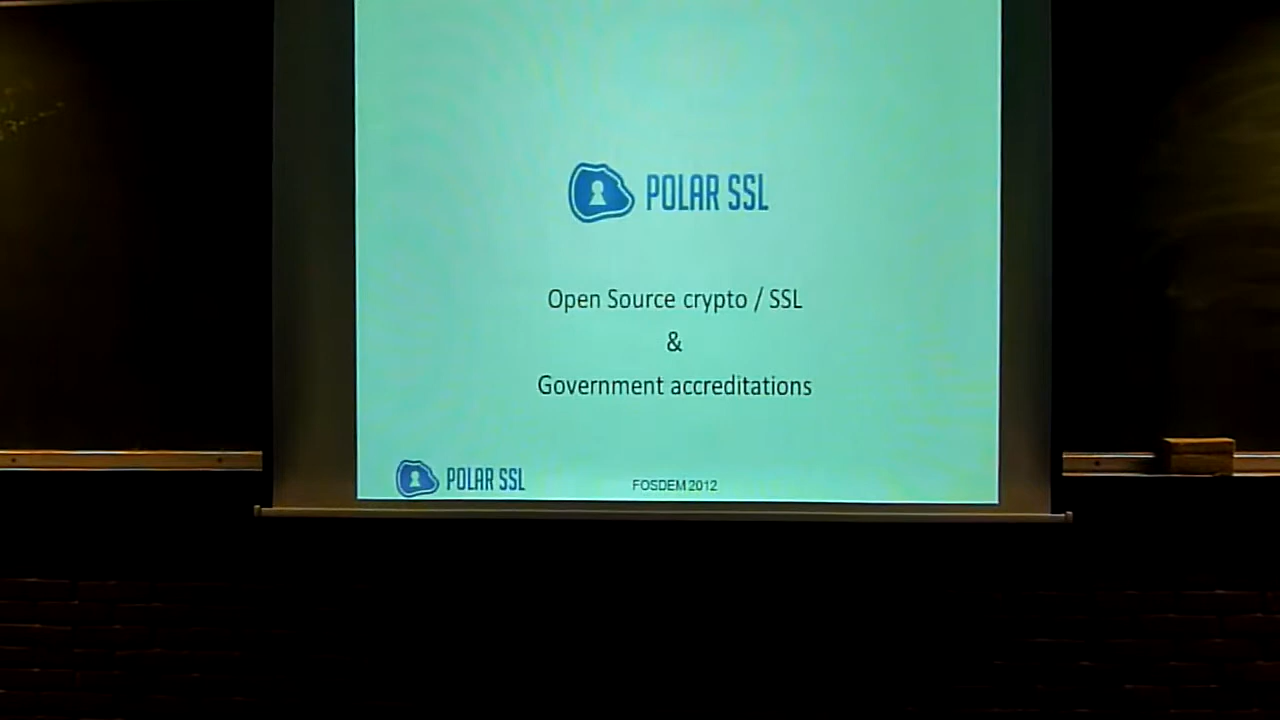 POLAR SSL
Open Source crypto / SSL
&
Government accreditations
POLAR SSL
FOSDEM 2012